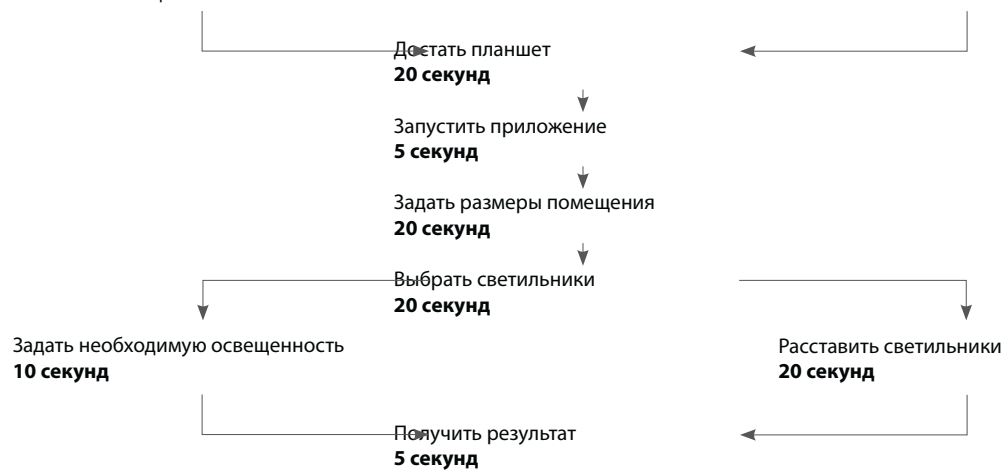 Достать планшет
20 секунд
Запустить приложение
5 секунд
Задать размеры помещения
20 секунд
Выбрать светильники
20 секунд
Задать необходимую освещенность
10 секунд
Расставить светильники
20 секунд
Получить результат
5 секунд